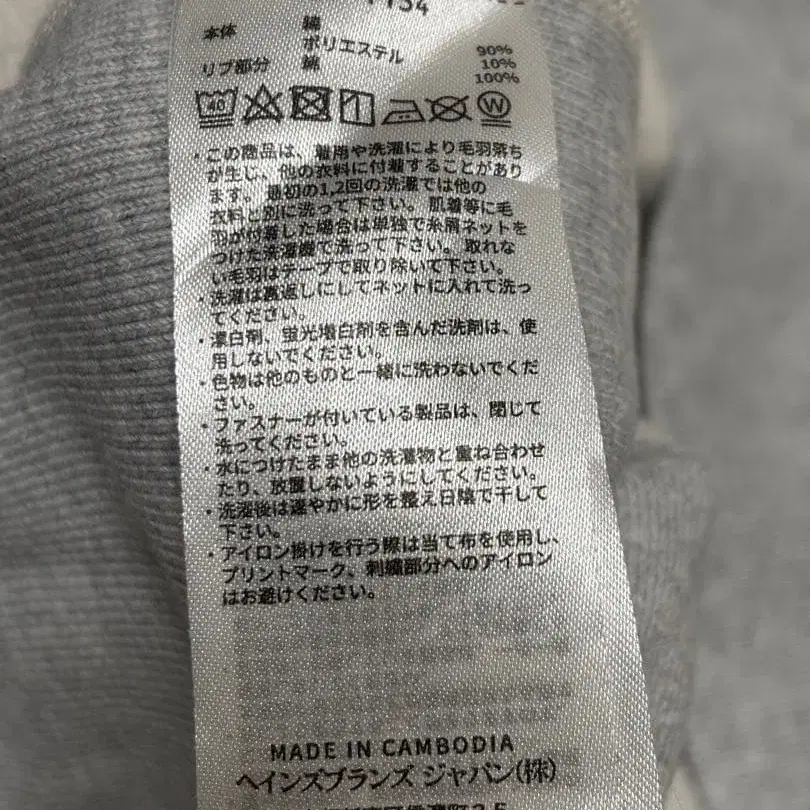 本体 綿 90%
ポリエステル 10%
リブ部分 綿 100%
40 W
・この商品は、着用や洗濯により毛羽落ち
が生じ、他の衣料に付着することがあり
ます。最初の1,2回の洗濯では他の
衣料と別に洗って下さい。肌着等に毛
羽が付着した場合は単独で糸屑ネットを
つけた洗濯機で洗って下さい。取れな
い毛羽はテープで取り除いて下さい。
・洗濯は裏返しにしてネットに入れて洗っ
てください。
・漂白剤、蛍光増白剤を含んだ洗剤は、使
用しないでください。
・色物は他のものと一緒に洗わないでくだ
さい。
・ファスナーが付いている製品は、閉じて
洗ってください。
・水につけたまま他の洗濯物と重ね合わせ
たり、放置しないようにしてください。
・洗濯後は速やかに形を整え日陰で干して
下さい。
・アイロン掛けを行う際は当て布を使用し、
プリントマーク、刺繍部分へのアイロン
はお避けください。
MADE IN CAMBODIA
ヘインズブランズ ジャパン(株)